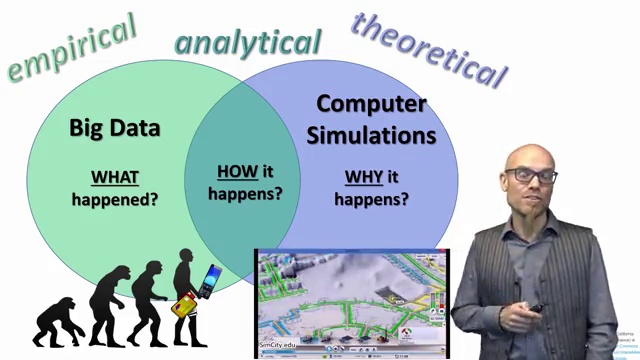 empirical
analytical
theoretical
Big Data
WHAT
happened?
HOW it
happens?
Computer
Simulations
WHY it
happens?
SimCity.edu